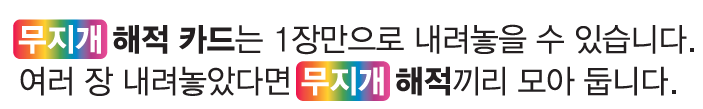 무지개 해적 카드는 1장만으로 내려놓을 수 있습니다.
여러 장 내려놓았다면 무지개 해적끼리 모아 둡니다.